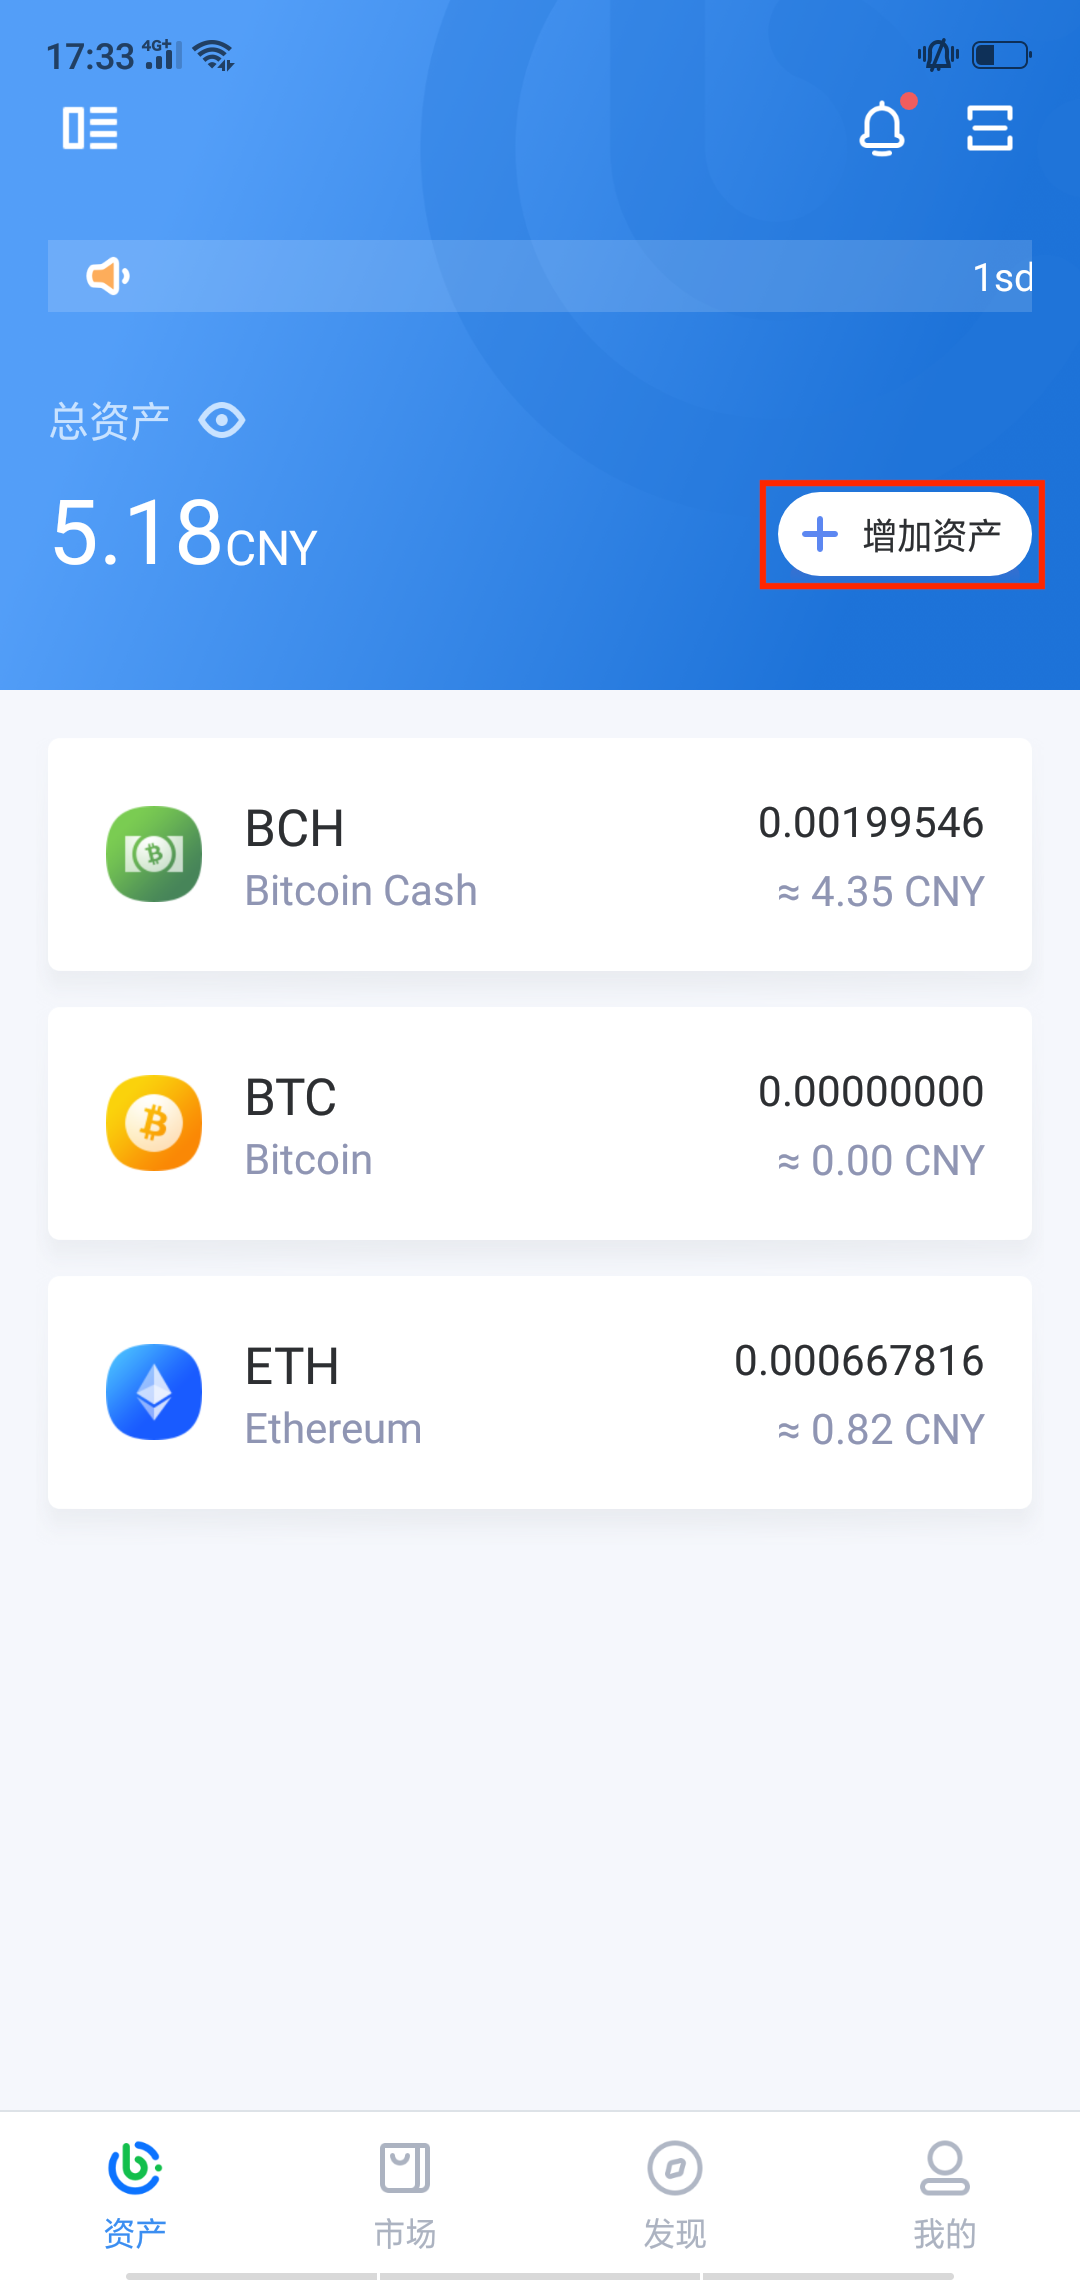 17:33 4G+
1sd
总资产
5.18 CNY
增加资产
BCH
0.00199546
Bitcoin Cash
≈ 4.35 CNY
BTC
0.00000000
Bitcoin
≈ 0.00 CNY
ETH
0.000667816
Ethereum
≈ 0.82 CNY
资产 市场 发现 我的